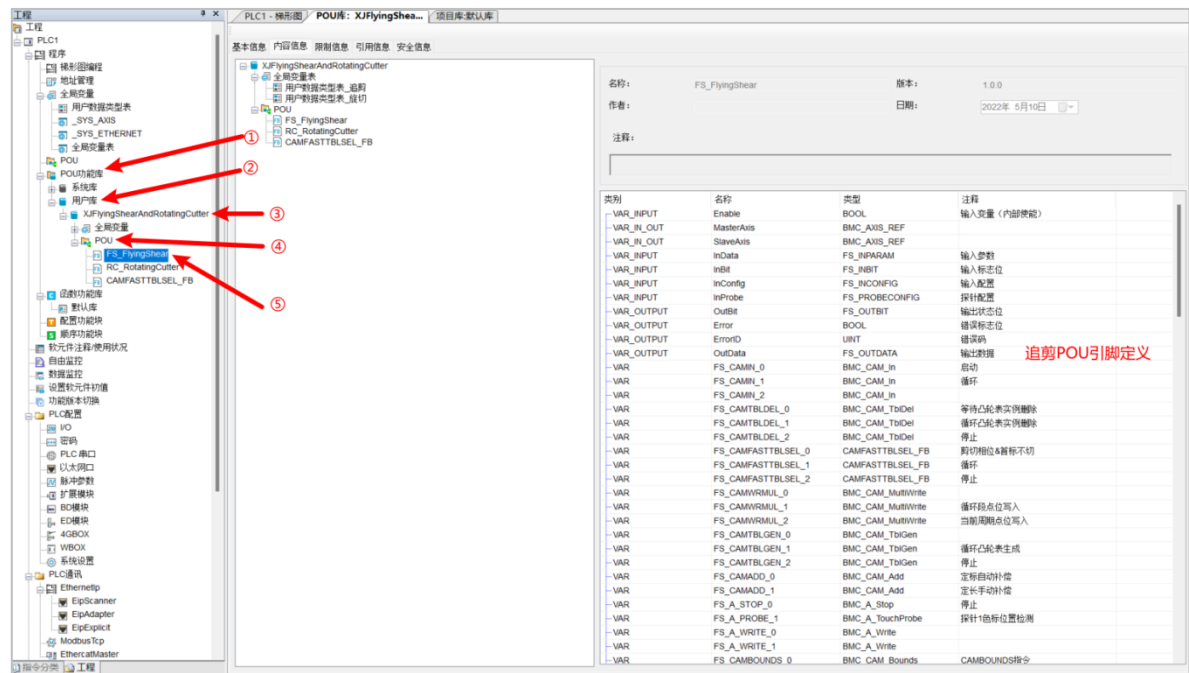 工程
PLC1 - 梯形图
POU库: XJFlyingShea...
项目库:默认库
工程
PLC1
程序
梯形图编程
地址管理
全局变量
用户数据类型表
_SYS_AXIS
_SYS_ETHERNET
全局变量表
POU
POU功能库
系统库
用户库
XJFlyingShearAndRotatingCutter
全局变量
POU
FS_FlyingShear
RC_RotatingCutter
CAMFASTTBLSEL_FB
函数功能库
默认库
配置功能块
顺序功能块
软元件注释/使用状况
自由监控
数据监控
设置软元件初值
功能版本切换
PLC配置
I/O
密码
PLC 串口
以太网口
脉冲参数
扩展模块
BD模块
ED模块
4GBOX
WBOX
系统设置
PLC通讯
EthernetIp
EipScanner
EipAdapter
EipExplicit
ModbusTcp
EthercatMaster
指令分类 工程
①
②
③
④
⑤
基本信息 内容信息 限制信息 引用信息 安全信息
XJFlyingShearAndRotatingCutter
全局变量表
用户数据类型表_追剪
用户数据类型表_旋切
POU
FS_FlyingShear
RC_RotatingCutter
CAMFASTTBLSEL_FB
名称: FS_FlyingShear 版本: 1.0.0
作者: 日期: 2022年 5月10日
注释:
类别 名称 类型 注释
VAR_INPUT Enable BOOL 输入变量（内部使能）
VAR_IN_OUT MasterAxis BMC_AXIS_REF
VAR_IN_OUT SlaveAxis BMC_AXIS_REF
VAR_INPUT InData FS_INPARAM 输入参数
VAR_INPUT InBit FS_INBIT 输入标志位
VAR_INPUT InConfig FS_INCONFIG 输入配置
VAR_INPUT InProbe FS_PROBECONFIG 探针配置
VAR_OUTPUT OutBit FS_OUTBIT 输出状态位
VAR_OUTPUT Error BOOL 错误标志位
VAR_OUTPUT ErrorID UINT 错误码
VAR_OUTPUT OutData FS_OUTDATA 输出数据
追剪POU引脚定义
VAR FS_CAMIN_0 BMC_CAM_In 启动
VAR FS_CAMIN_1 BMC_CAM_In 循环
VAR FS_CAMIN_2 BMC_CAM_In
VAR FS_CAMTBLDEL_0 BMC_CAM_TblDel 等待凸轮表实例删除
VAR FS_CAMTBLDEL_1 BMC_CAM_TblDel 循环凸轮表实例删除
VAR FS_CAMTBLDEL_2 BMC_CAM_TblDel 停止
VAR FS_CAMFASTTBLSEL_0 CAMFASTTBLSEL_FB 剪切相位&首标不切
VAR FS_CAMFASTTBLSEL_1 CAMFASTTBLSEL_FB 循环
VAR FS_CAMFASTTBLSEL_2 CAMFASTTBLSEL_FB 停止
VAR FS_CAMWRMUL_0 BMC_CAM_MultiWrite
VAR FS_CAMWRMUL_1 BMC_CAM_MultiWrite 循环段点位写入
VAR FS_CAMWRMUL_2 BMC_CAM_MultiWrite 当前周期点位写入
VAR FS_CAMTBLGEN_0 BMC_CAM_TblGen
VAR FS_CAMTBLGEN_1 BMC_CAM_TblGen 循环凸轮表生成
VAR FS_CAMTBLGEN_2 BMC_CAM_TblGen 停止
VAR FS_CAMADD_0 BMC_CAM_Add 定标自动补偿
VAR FS_CAMADD_1 BMC_CAM_Add 定长手动补偿
VAR FS_A_STOP_0 BMC_A_Stop 停止
VAR FS_A_PROBE_1 BMC_A_TouchProbe 探针1色标位置检测
VAR FS_A_WRITE_0 BMC_A_Write
VAR FS_A_WRITE_1 BMC_A_Write
VAR FS_CAMBOUNDS_0 BMC_CAM_Bounds CAMBOUNDS指令